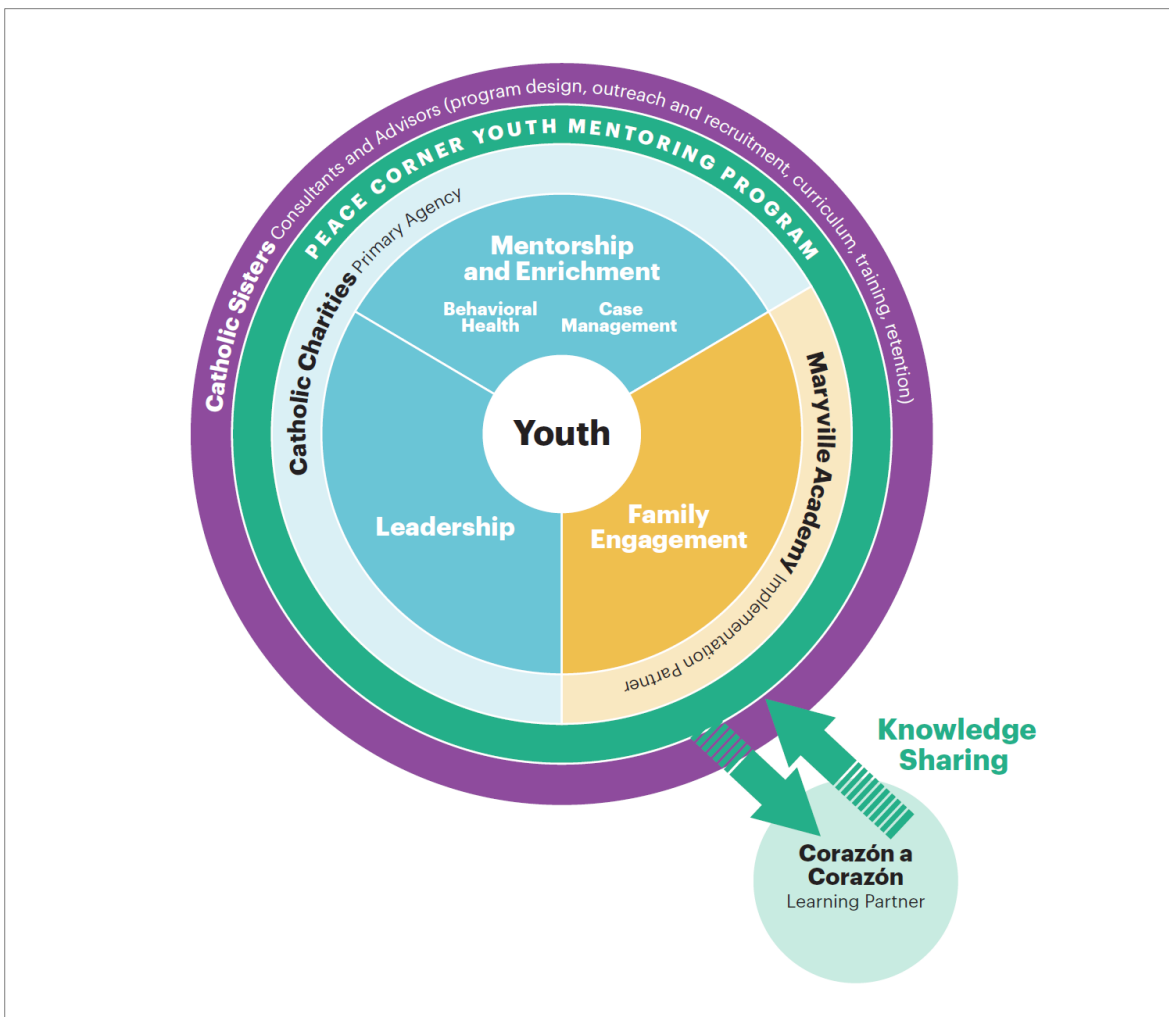 Catholic Sisters Consultants and Advisors (program design, outreach and recruitment, curriculum, training, retention)
PEACE CORNER YOUTH MENTORING PROGRAM
Catholic Charities Primary Agency
Mentorship
and Enrichment
Behavioral
Health
Case
Management
Maryville Academy Implementation Partner
Youth
Leadership
Family
Engagement
Knowledge
Sharing
Corazón a
Corazón
Learning Partner